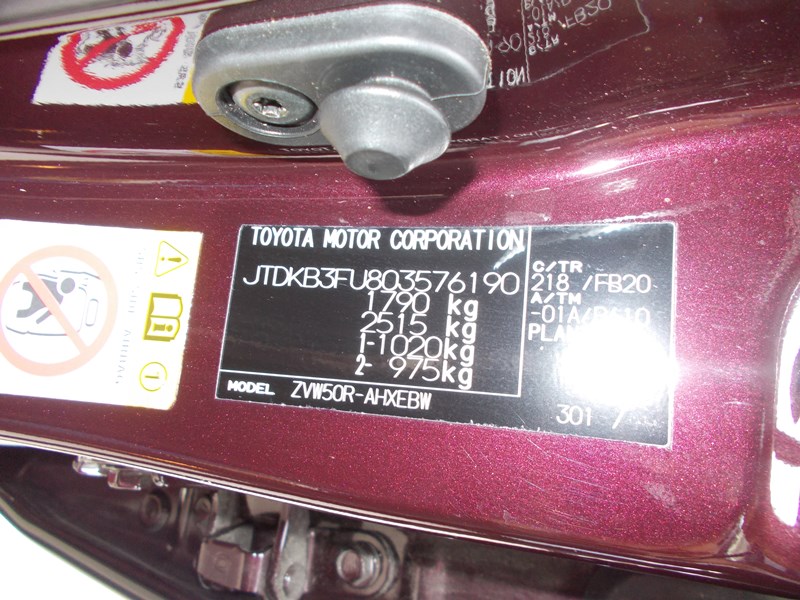 TOYOTA MOTOR CORPORATION
JTDKB3FU803576190
1790 kg
2515 kg
1-1020kg
2- 975kg
MODEL ZVW50R-AHXEBW
C/TR
218 /FB20
A/TM
PLAN
301 /